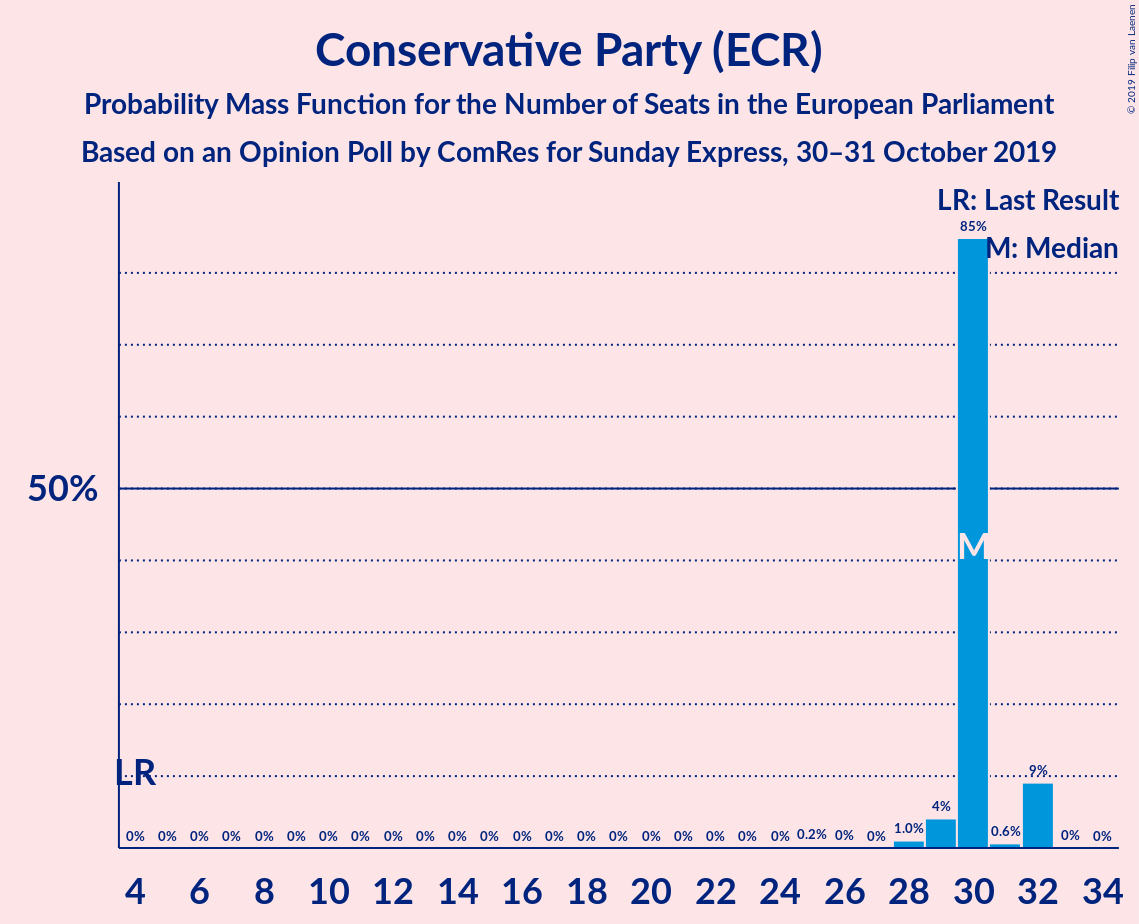 Conservative Party (ECR)
Probability Mass Function for the Number of Seats in the European Parliament
Based on an Opinion Poll by ComRes for Sunday Express, 30–31 October 2019
© 2019 Filip van Laenen
LR: Last Result
M: Median
85%
50%
M
LR
9%
4%
0% 0% 0% 0% 0% 0% 0% 0% 0% 0% 0% 0% 0% 0% 0% 0% 0% 0% 0% 0% 0% 0.2% 0% 0% 1.0% 0.6% 0% 0%
4 6 8 10 12 14 16 18 20 22 24 26 28 30 32 34